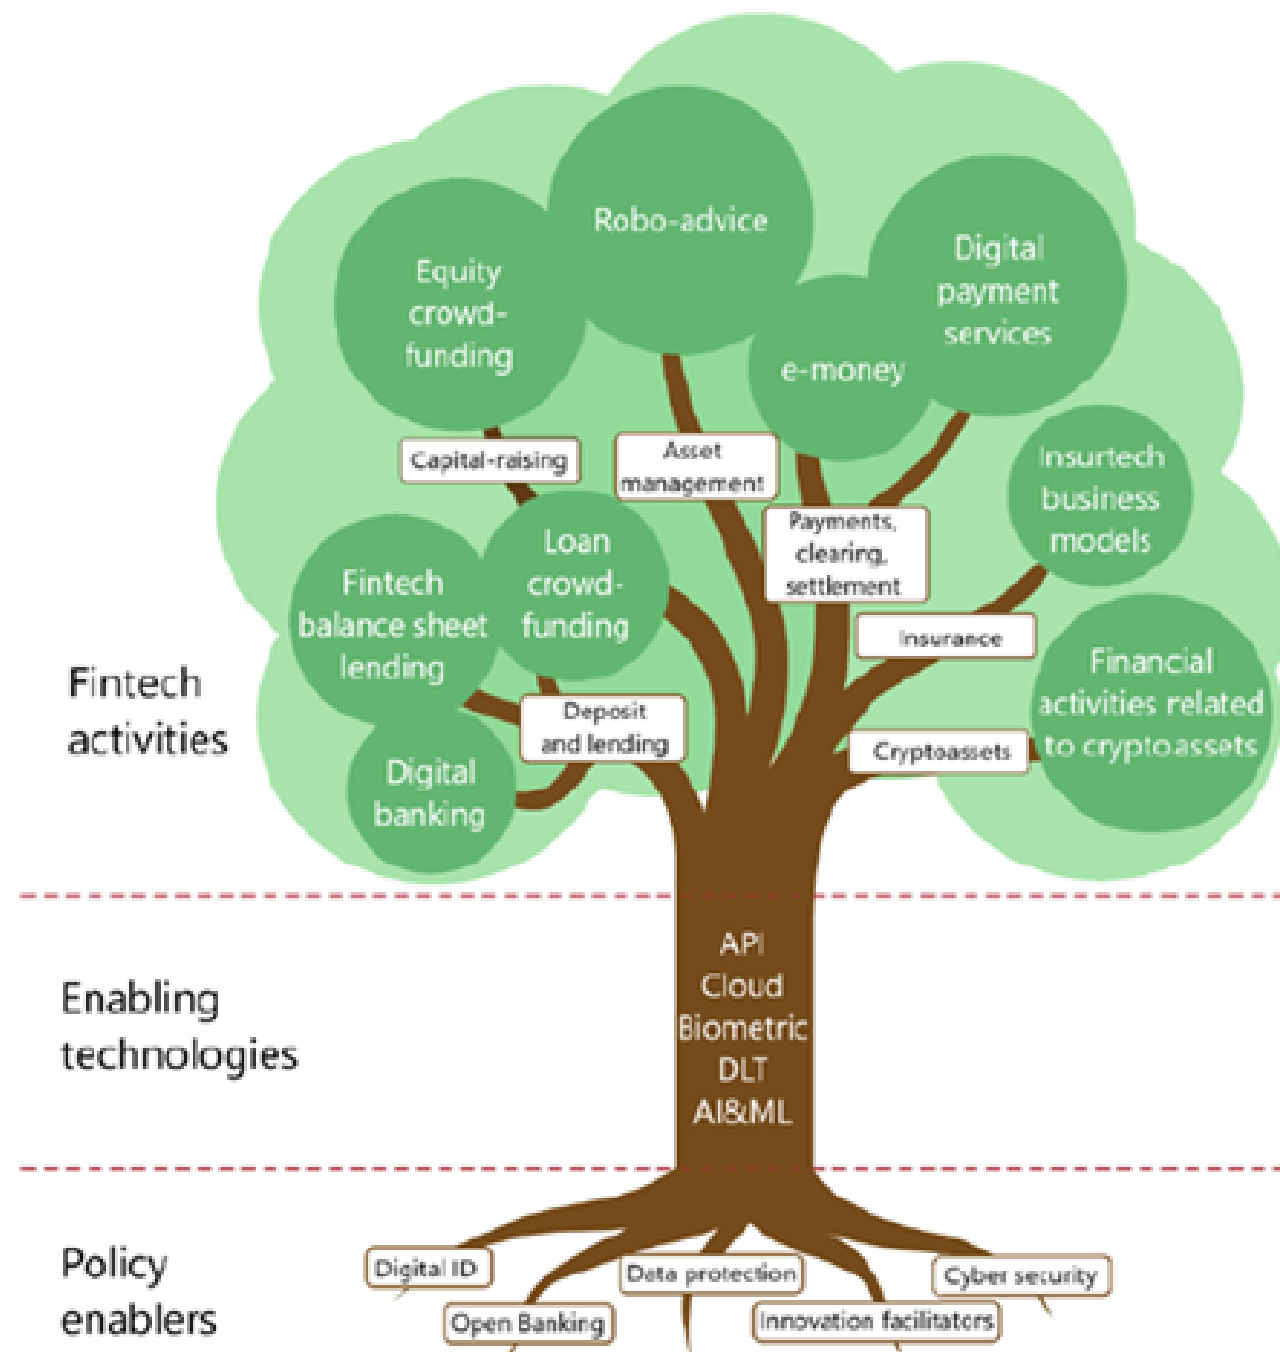 Robo-advice
Equity
crowd-
funding
Digital
payment
services
e-money
Capital-raising
Asset
management
Insurtech
business
models
Payments,
clearing,
settlement
Loan
crowd-
funding
Fintech
balance sheet
lending
Insurance
Financial
activities related
to cryptoassets
Fintech
activities
Deposit
and lending
Cryptoassets
Digital
banking
Enabling
technologies
API
Cloud
Biometric
DLT
AI&ML
Policy
enablers
Digital ID
Data protection
Cyber security
Open Banking
Innovation facilitators